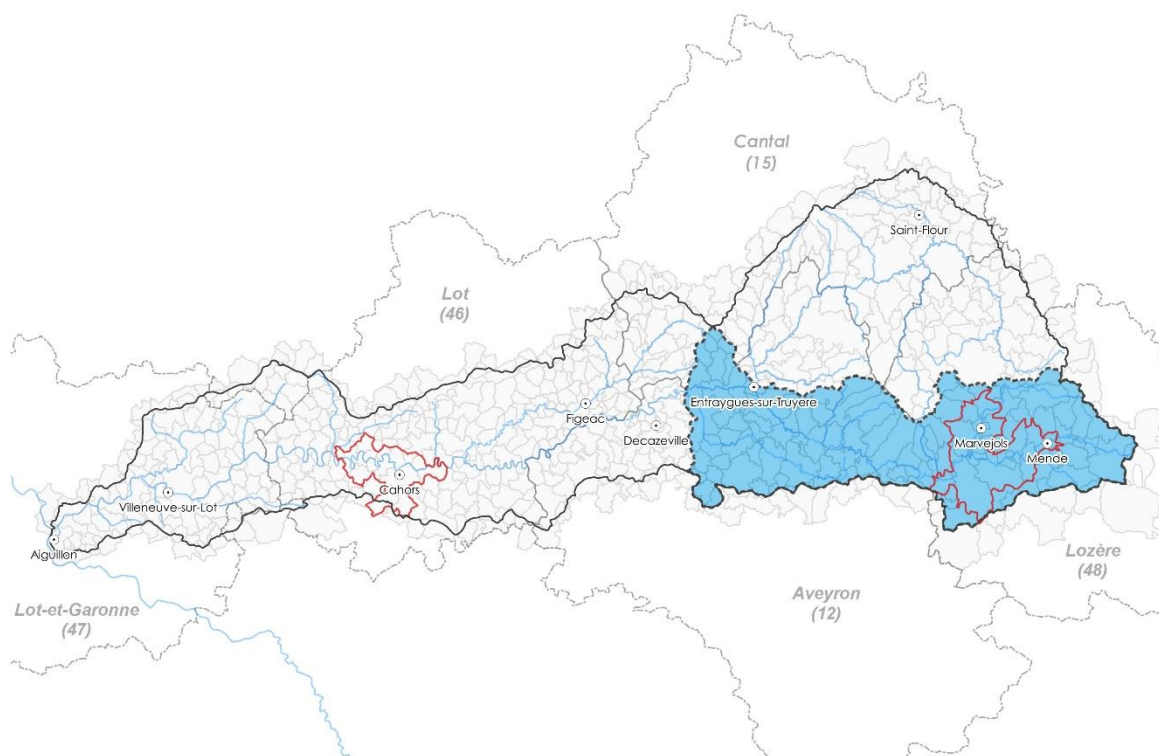 Cantal
(15)
Saint-Flour
Lot
(46)
Entraygues-sur-Truyere
Figeac
Decazeville
Marvejols
Mende
Cahors
Villeneuve-sur-Lot
Aiguillon
Lozère
(48)
Aveyron
(12)
Lot-et-Garonne
(47)